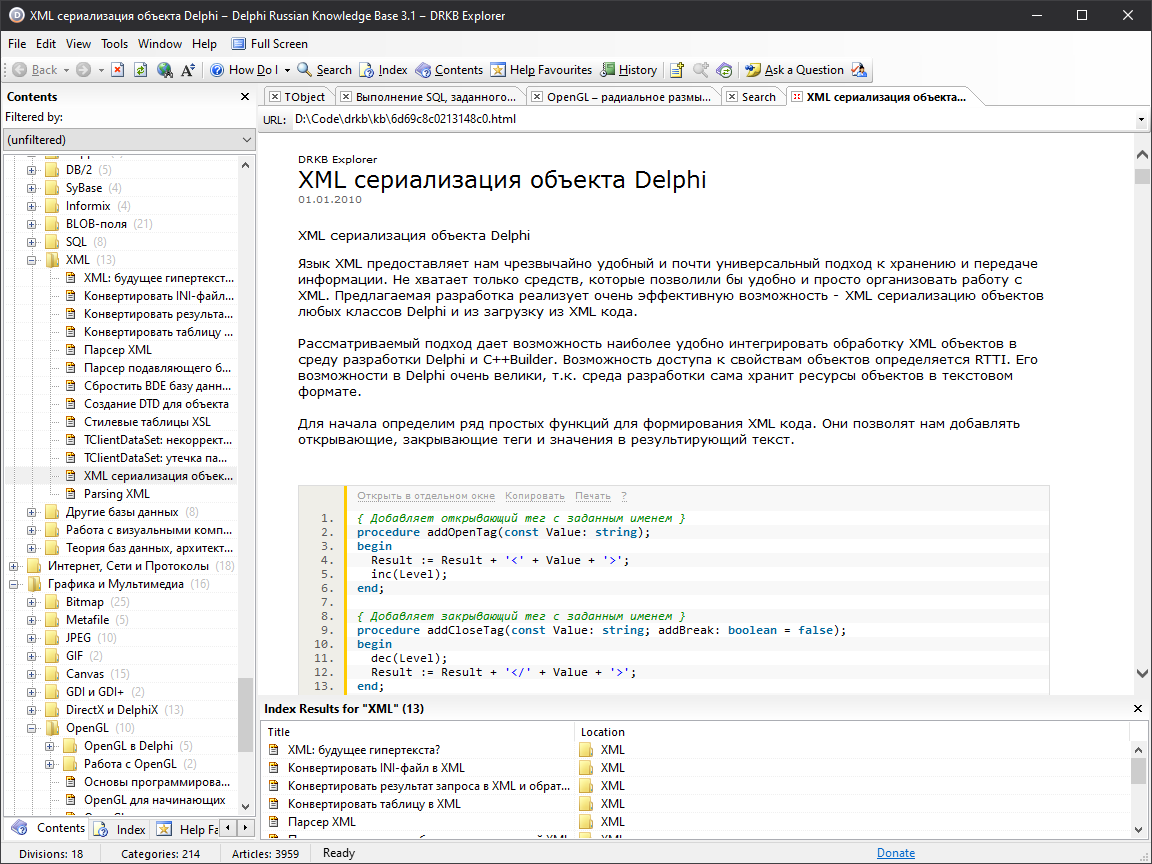 XML сериализация объекта Delphi – Delphi Russian Knowledge Base 3.1 – DRKB Explorer
File Edit View Tools Window Help Full Screen
Back How Do I Search Index Contents Help Favourites History Ask a Question
Contents
Filtered by:
(unfiltered)
DB/2 (5)
SyBase (4)
Informix (4)
BLOB-поля (21)
SQL (8)
XML (13)
XML: будущее гипертекст...
Конвертировать INI-файл...
Конвертировать результа...
Конвертировать таблицу ...
Парсер XML
Парсер подавляющего б...
Сбростить BDE базу данн...
Создание DTD для объекта
Стилевые таблицы XSL
TClientDataSet: некоррект...
TClientDataSet: утечка па...
XML сериализация объек...
Parsing XML
Другие базы данных (8)
Работа с визуальными комп...
Теория баз данных, архитект...
Интернет, Сети и Протоколы (18)
Графика и Мультимедиа (16)
Bitmap (25)
Metafile (5)
JPEG (10)
GIF (2)
Canvas (15)
GDI и GDI+ (2)
DirectX и DelphiX (13)
OpenGL (10)
OpenGL в Delphi (5)
Работа с OpenGL (2)
Основы программирова...
OpenGL для начинающих
Contents Index Help Fa
TObject Выполнение SQL, заданного... OpenGL – радиальное размы... Search XML сериализация объекта...
URL: D:\Code\drkb\kb\6d69c8c0213148c0.html
DRKB Explorer
XML сериализация объекта Delphi
01.01.2010
XML сериализация объекта Delphi
Язык XML предоставляет нам чрезвычайно удобный и почти универсальный подход к хранению и передаче
информации. Не хватает только средств, которые позволили бы удобно и просто организовать работу с
XML. Предлагаемая разработка реализует очень эффективную возможность - XML сериализацию объектов
любых классов Delphi и из загрузку из XML кода.
Рассматриваемый подход дает возможность наиболее удобно интегрировать обработку XML объектов в
среду разработки Delphi и C++Builder. Возможность доступа к свойствам объектов определяется RTTI. Его
возможности в Delphi очень велики, т.к. среда разработки сама хранит ресурсы объектов в текстовом
формате.
Для начала определим ряд простых функций для формирования XML кода. Они позволят нам добавлять
открывающие, закрывающие теги и значения в результирующий текст.
Открыть в отдельном окне Копировать Печать ?
1. { Добавляет открывающий тег с заданным именем }
2. procedure addOpenTag(const Value: string);
3. begin
4. Result := Result + '<' + Value + '>';
5. inc(Level);
6. end;
7.
8. { Добавляет закрывающий тег с заданным именем }
9. procedure addCloseTag(const Value: string; addBreak: boolean = false);
10. begin
11. dec(Level);
12. Result := Result + '</' + Value + '>';
13. end;
Index Results for "XML" (13)
Title Location
XML: будущее гипертекста? XML
Конвертировать INI-файл в XML XML
Конвертировать результат запроса в XML и обрат... XML
Конвертировать таблицу в XML XML
Парсер XML XML
Divisions: 18 Categories: 214 Articles: 3959 Ready Donate